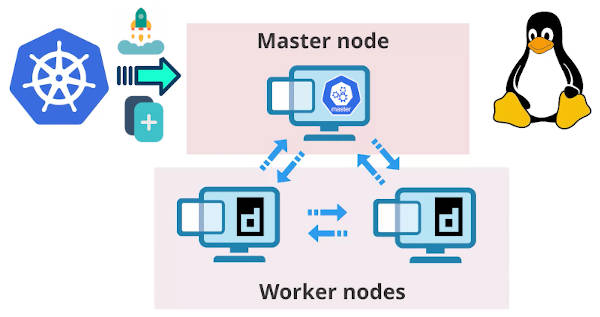 Master node
master
d
d
Worker nodes